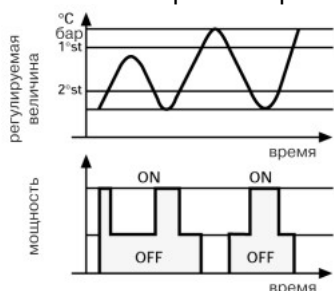 °C
бар
1°st
2°st
регулируемая
величина
время
ON
ON
мощность
OFF
OFF
время